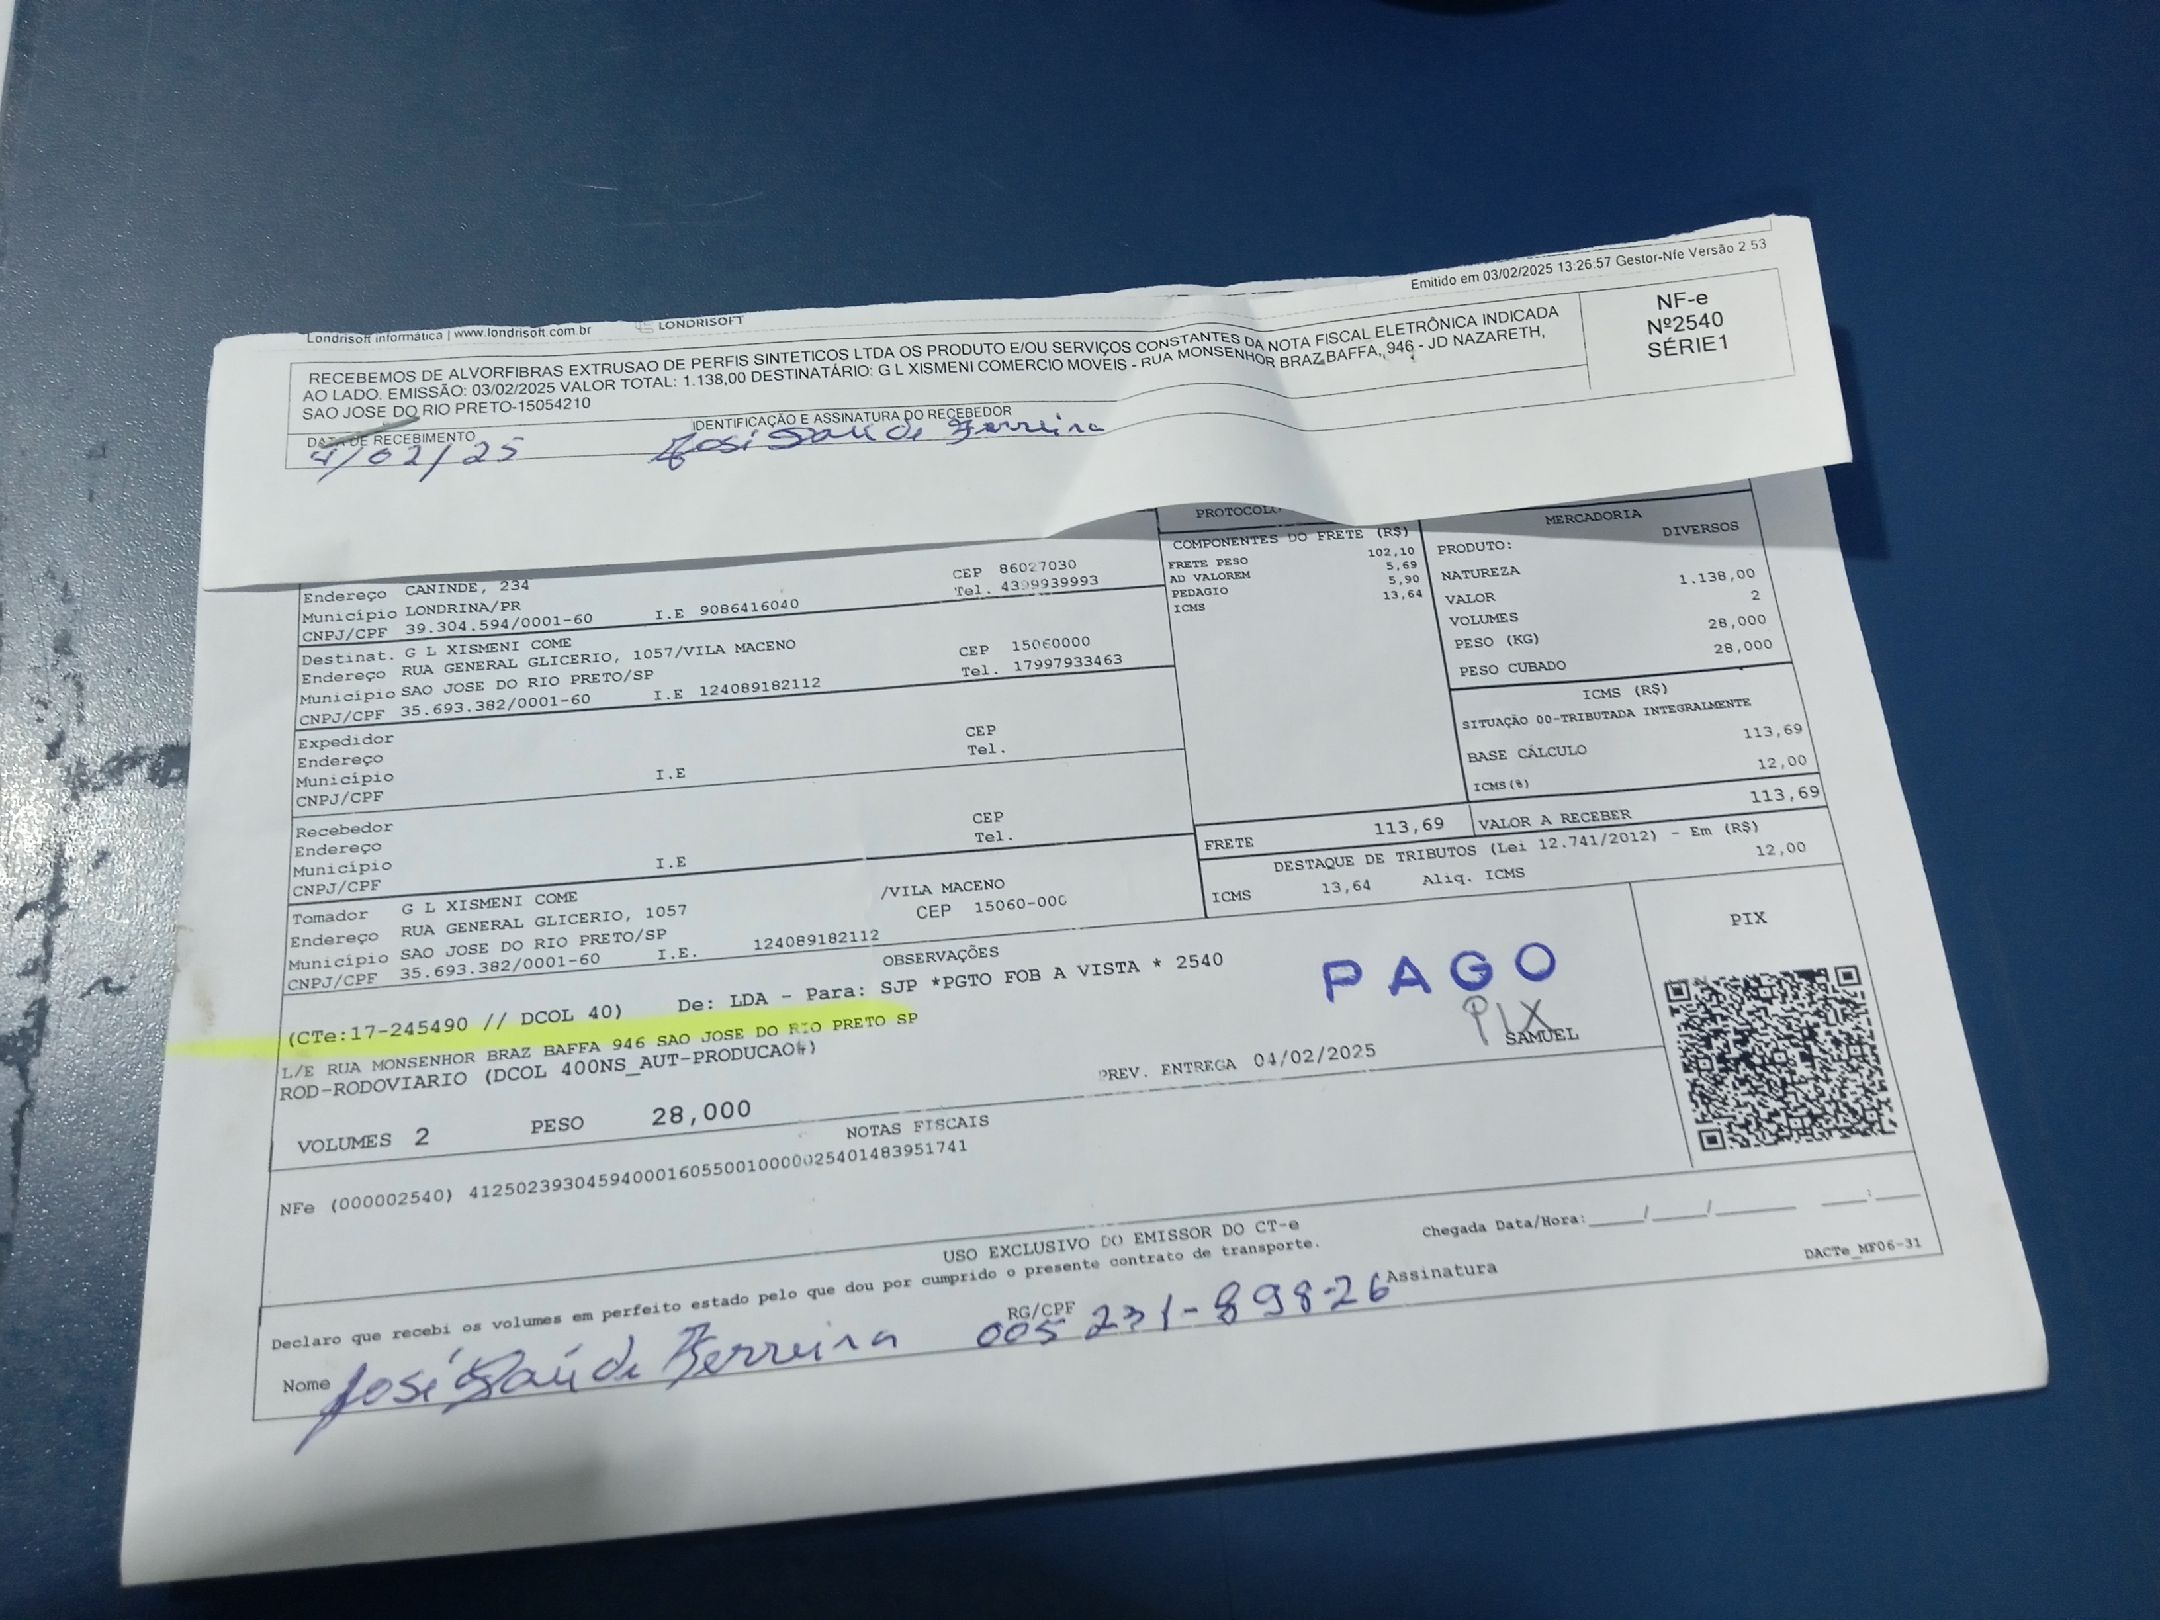 Londrisoft Informática | www.londrisoft.com.br LONDRISOFT Emitido em 03/02/2025 13:26:57 Gestor-Nfe Versão 2.53
RECEBEMOS DE ALVORFIBRAS EXTRUSAO DE PERFIS SINTETICOS LTDA OS PRODUTO E/OU SERVIÇOS CONSTANTES DA NOTA FISCAL ELETRÔNICA INDICADA
AO LADO. EMISSÃO: 03/02/2025 VALOR TOTAL: 1.138,00 DESTINATÁRIO: G L XISMENI COMERCIO MOVEIS - RUA MONSENHOR BRAZ BAFFA, 946 - JD NAZARETH,
SAO JOSE DO RIO PRETO-15054210
NF-e
Nº2540
SÉRIE1
DATA DE RECEBIMENTO
4/02/25
IDENTIFICAÇÃO E ASSINATURA DO RECEBEDOR
José Saú de Ferreira
Endereço CANINDE, 234 CEP 86027030
Município LONDRINA/PR Tel. 4399939993
CNPJ/CPF 39.304.594/0001-60 I.E 9086416040
Destinat. G L XISMENI COME
Endereço RUA GENERAL GLICERIO, 1057/VILA MACENO CEP 15060000
Município SAO JOSE DO RIO PRETO/SP Tel. 17997933463
CNPJ/CPF 35.693.382/0001-60 I.E 124089182112
Expedidor
Endereço CEP
Município Tel.
CNPJ/CPF I.E
Recebedor
Endereço CEP
Município Tel.
CNPJ/CPF I.E
Tomador G L XISMENI COME
Endereço RUA GENERAL GLICERIO, 1057 /VILA MACENO
Município SAO JOSE DO RIO PRETO/SP CEP 15060-000
CNPJ/CPF 35.693.382/0001-60 I.E. 124089182112
PROTOCOLO
COMPONENTES DO FRETE (R$)
FRETE PESO 102,10
AD VALOREM 5,69
PEDAGIO 5,90
ICMS 13,64
MERCADORIA
PRODUTO: DIVERSOS
NATUREZA
VALOR 1.138,00
VOLUMES 2
PESO (KG) 28,000
PESO CUBADO 28,000
ICMS (R$)
SITUAÇÃO 00-TRIBUTADA INTEGRALMENTE
BASE CÁLCULO 113,69
ICMS(%) 12,00
FRETE 113,69 VALOR A RECEBER 113,69
DESTAQUE DE TRIBUTOS (Lei 12.741/2012) - Em (R$)
ICMS 13,64 Aliq. ICMS 12,00
OBSERVAÇÕES
(CTe:17-245490 // DCOL 40) De: LDA - Para: SJP *PGTO FOB A VISTA * 2540
L/E RUA MONSENHOR BRAZ BAFFA 946 SAO JOSE DO RIO PRETO SP
ROD-RODOVIARIO (DCOL 400NS_AUT-PRODUCAO#)
PAGO
PIX
SAMUEL
PIX
PREV. ENTREGA 04/02/2025
VOLUMES 2 PESO 28,000
NOTAS FISCAIS
NFe (000002540) 41250239304594000160550010000025401483951741
USO EXCLUSIVO DO EMISSOR DO CT-e
Chegada Data/Hora:_____/_____/_______ ____:____
Declaro que recebi os volumes em perfeito estado pelo que dou por cumprido o presente contrato de transporte.
DACTe_MF06-31
Nome José Saú de Ferreira RG/CPF 005 231-898-26 Assinatura